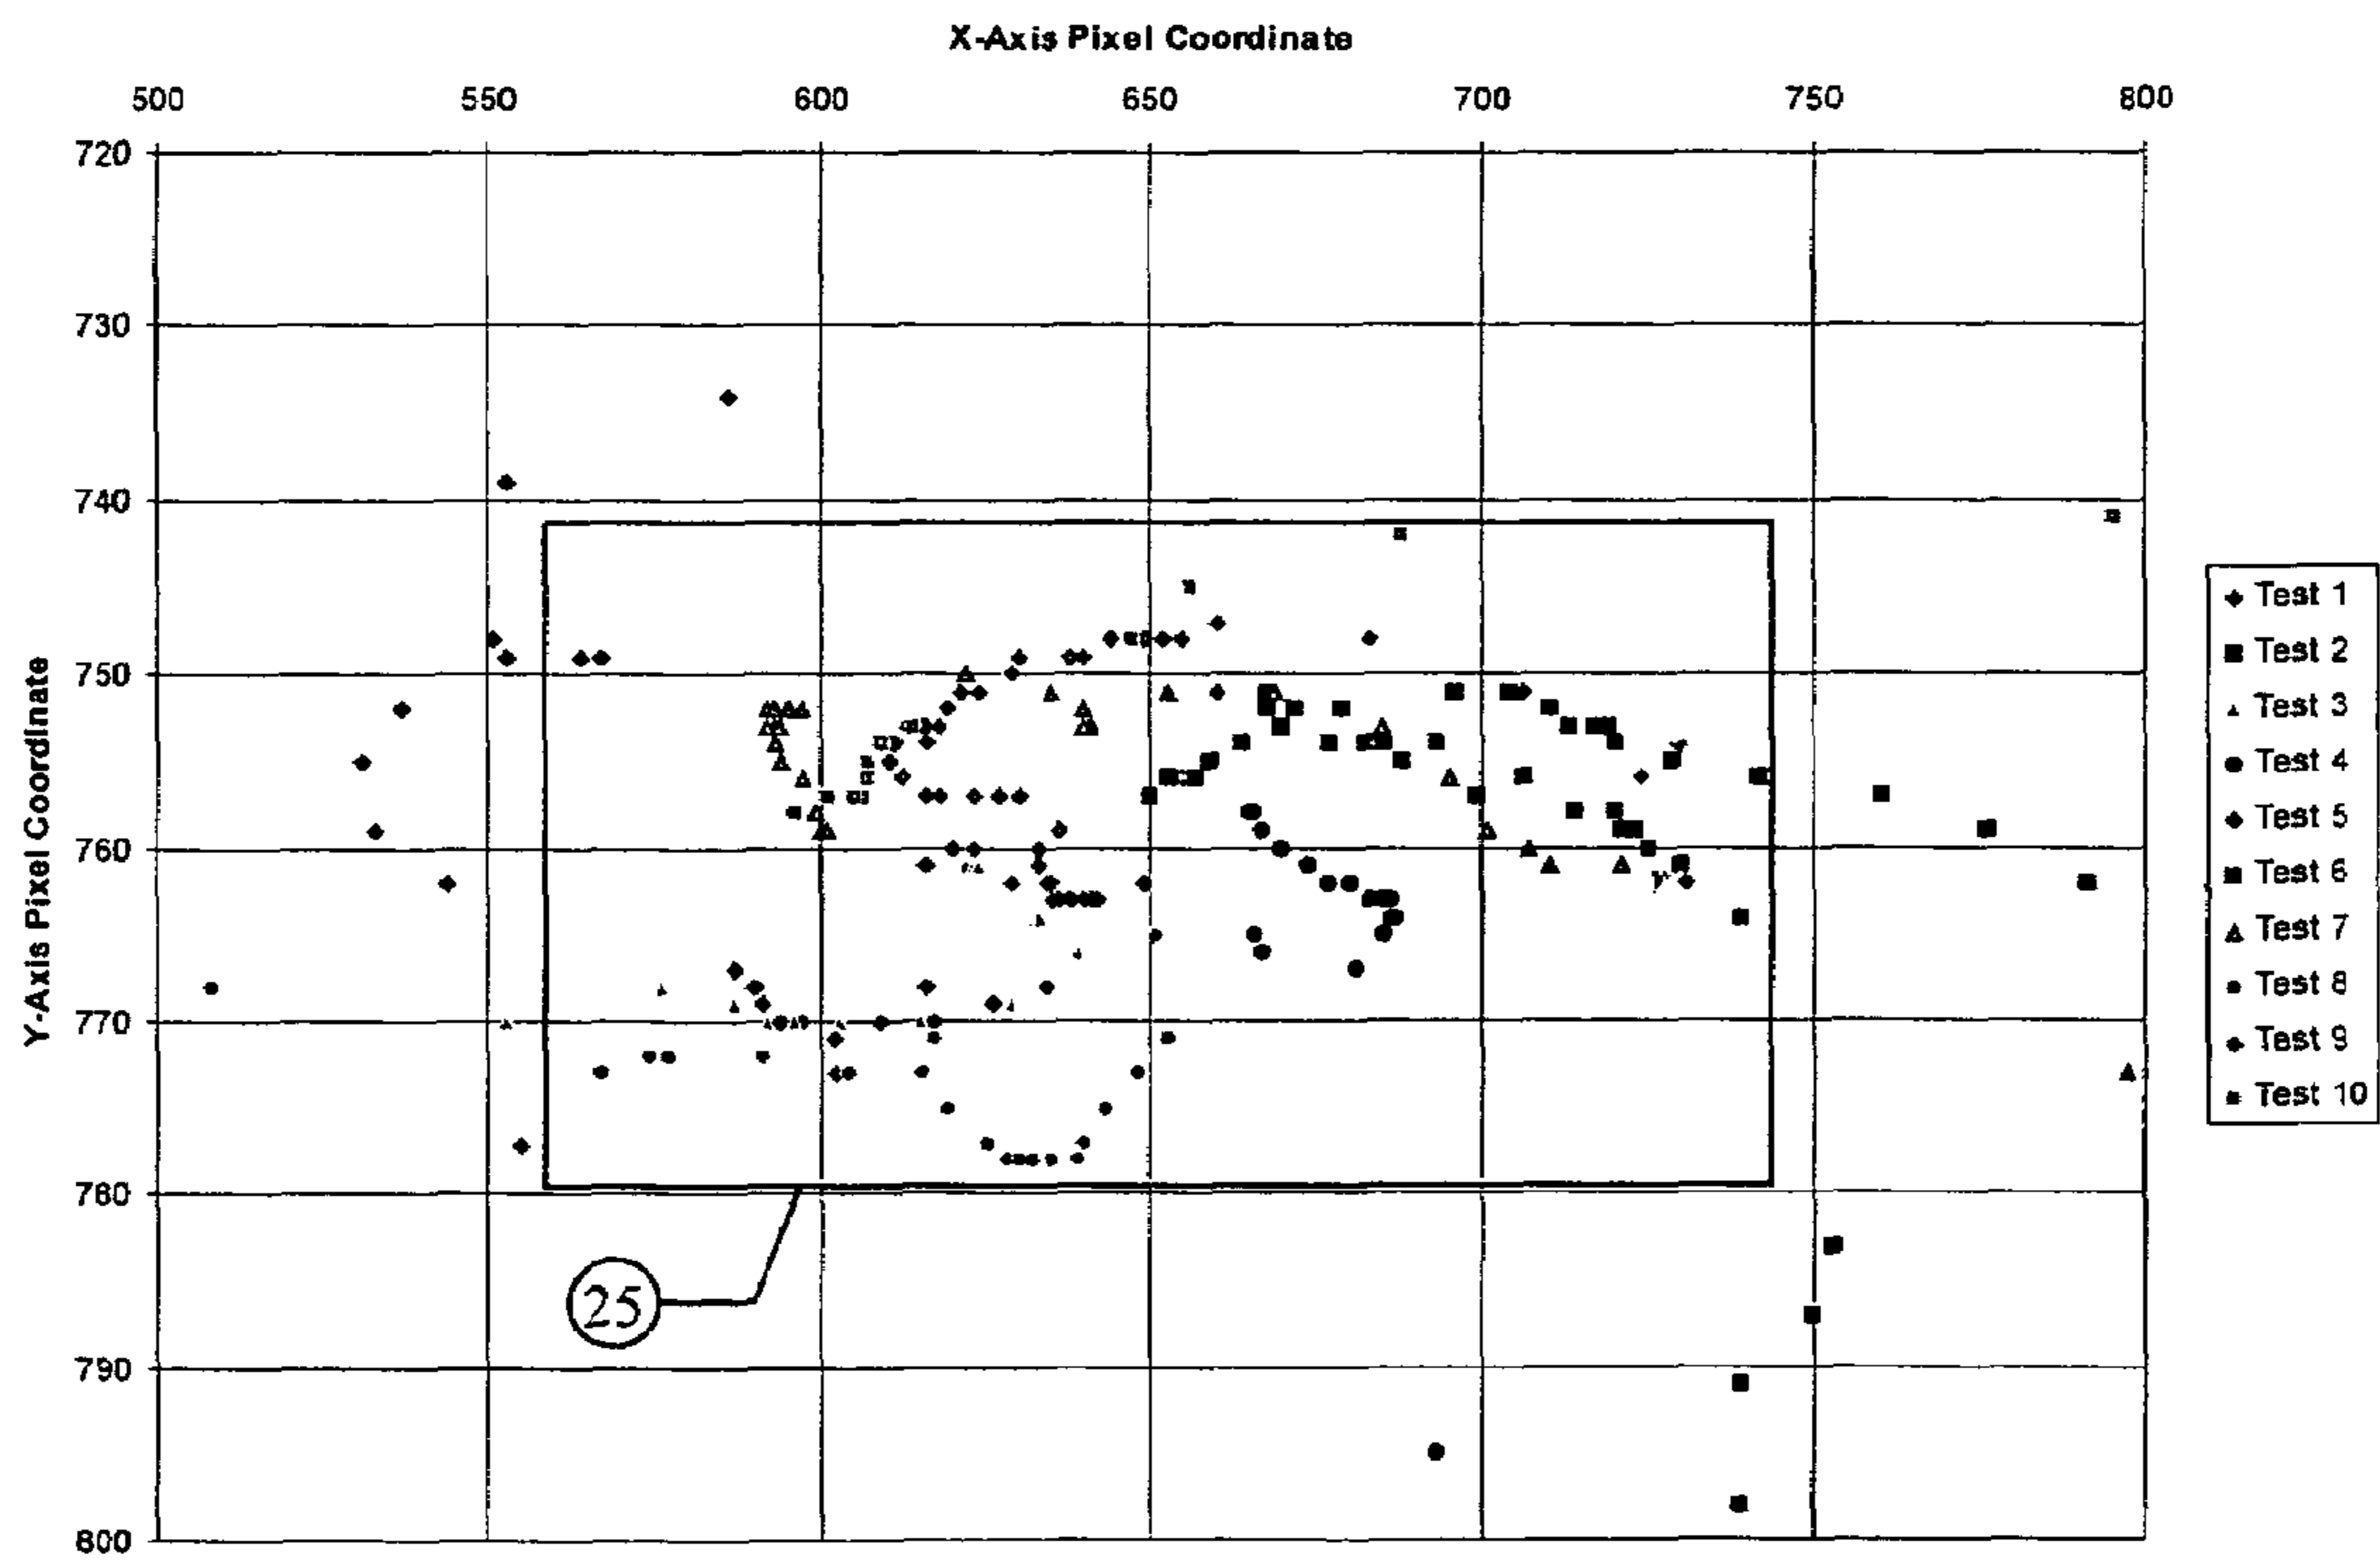 X-Axis Pixel Coordinate
500 550 600 650 700 750 800
720
730
740
750
760
770
780
790
800
Y-Axis Pixel Coordinate
25
Test 1
Test 2
Test 3
Test 4
Test 5
Test 6
Test 7
Test 8
Test 9
Test 10